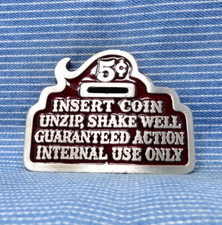 5¢
INSERT COIN
UNZIP, SHAKE WELL
GUARANTEED ACTION
INTERNAL USE ONLY